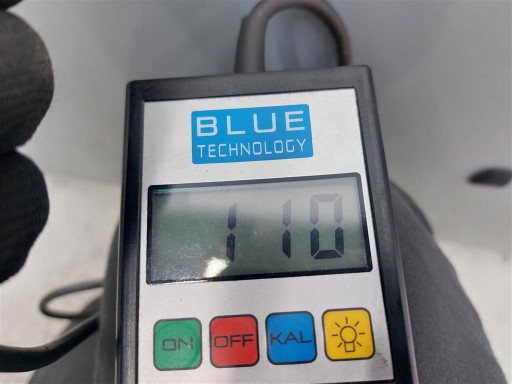 BLUE
TECHNOLOGY
110
ON OFF KAL